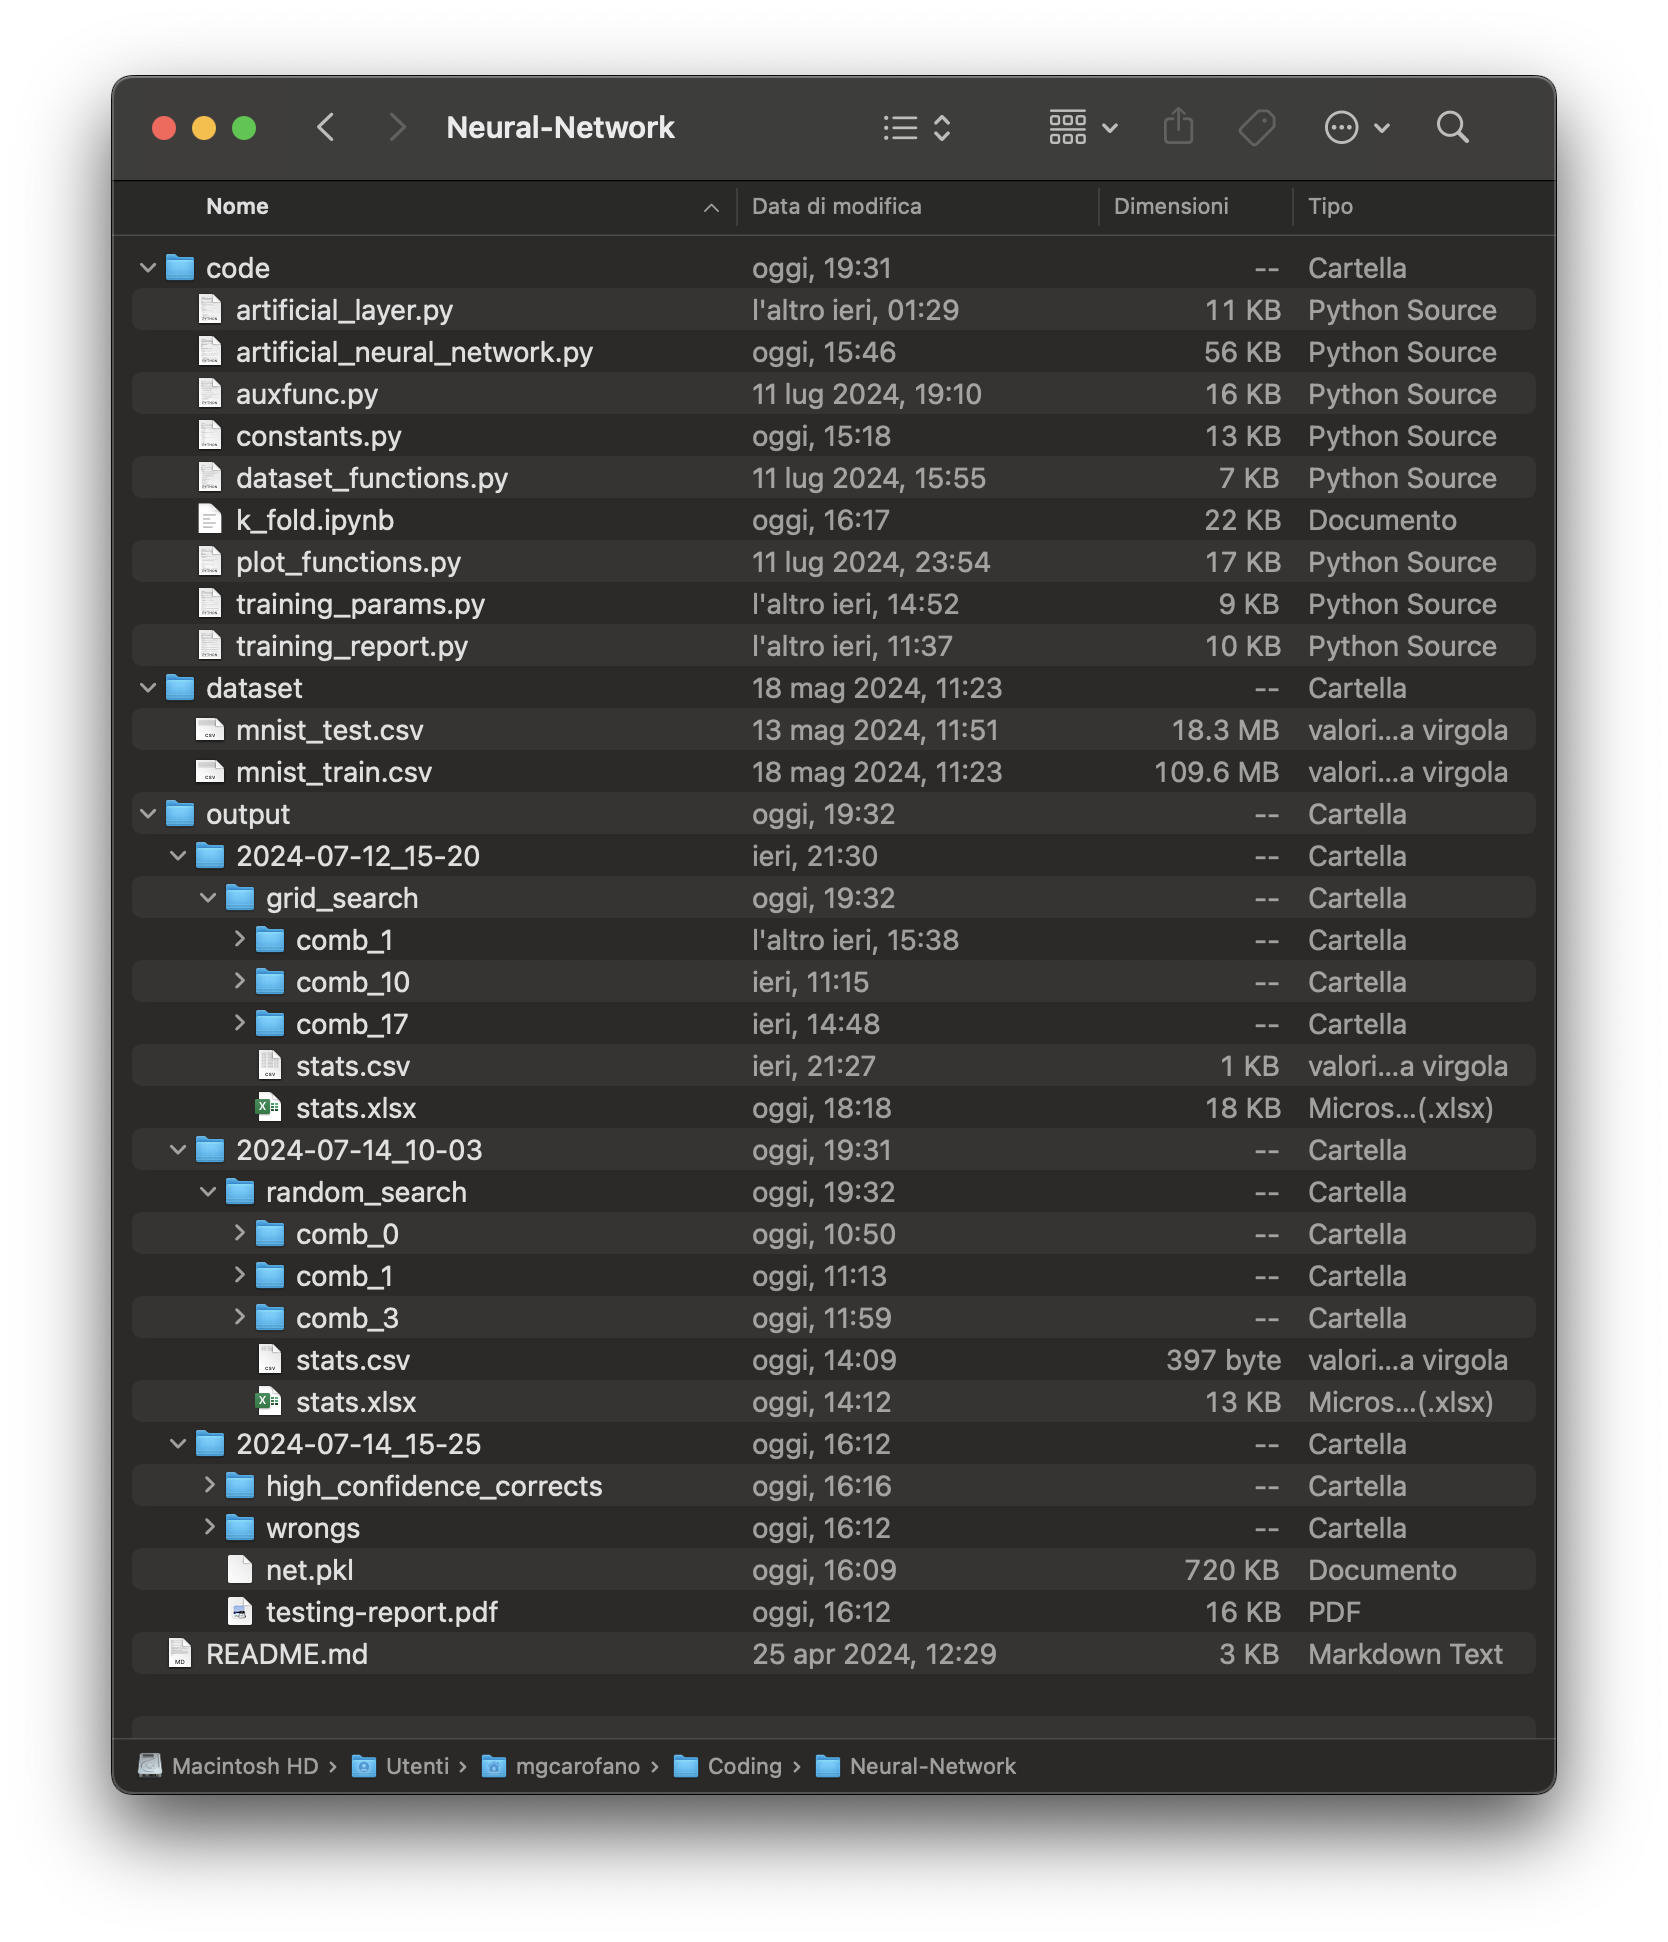 Neural-Network
Nome Data di modifica Dimensioni Tipo
code oggi, 19:31 -- Cartella
artificial_layer.py l'altro ieri, 01:29 11 KB Python Source
artificial_neural_network.py oggi, 15:46 56 KB Python Source
auxfunc.py 11 lug 2024, 19:10 16 KB Python Source
constants.py oggi, 15:18 13 KB Python Source
dataset_functions.py 11 lug 2024, 15:55 7 KB Python Source
k_fold.ipynb oggi, 16:17 22 KB Documento
plot_functions.py 11 lug 2024, 23:54 17 KB Python Source
training_params.py l'altro ieri, 14:52 9 KB Python Source
training_report.py l'altro ieri, 11:37 10 KB Python Source
dataset 18 mag 2024, 11:23 -- Cartella
mnist_test.csv 13 mag 2024, 11:51 18.3 MB valori...a virgola
mnist_train.csv 18 mag 2024, 11:23 109.6 MB valori...a virgola
output oggi, 19:32 -- Cartella
2024-07-12_15-20 ieri, 21:30 -- Cartella
grid_search oggi, 19:32 -- Cartella
comb_1 l'altro ieri, 15:38 -- Cartella
comb_10 ieri, 11:15 -- Cartella
comb_17 ieri, 14:48 -- Cartella
stats.csv ieri, 21:27 1 KB valori...a virgola
stats.xlsx oggi, 18:18 18 KB Micros...(.xlsx)
2024-07-14_10-03 oggi, 19:31 -- Cartella
random_search oggi, 19:32 -- Cartella
comb_0 oggi, 10:50 -- Cartella
comb_1 oggi, 11:13 -- Cartella
comb_3 oggi, 11:59 -- Cartella
stats.csv oggi, 14:09 397 byte valori...a virgola
stats.xlsx oggi, 14:12 13 KB Micros...(.xlsx)
2024-07-14_15-25 oggi, 16:12 -- Cartella
high_confidence_corrects oggi, 16:16 -- Cartella
wrongs oggi, 16:12 -- Cartella
net.pkl oggi, 16:09 720 KB Documento
testing-report.pdf oggi, 16:12 16 KB PDF
README.md 25 apr 2024, 12:29 3 KB Markdown Text
Macintosh HD › Utenti › mgcarofano › Coding › Neural-Network